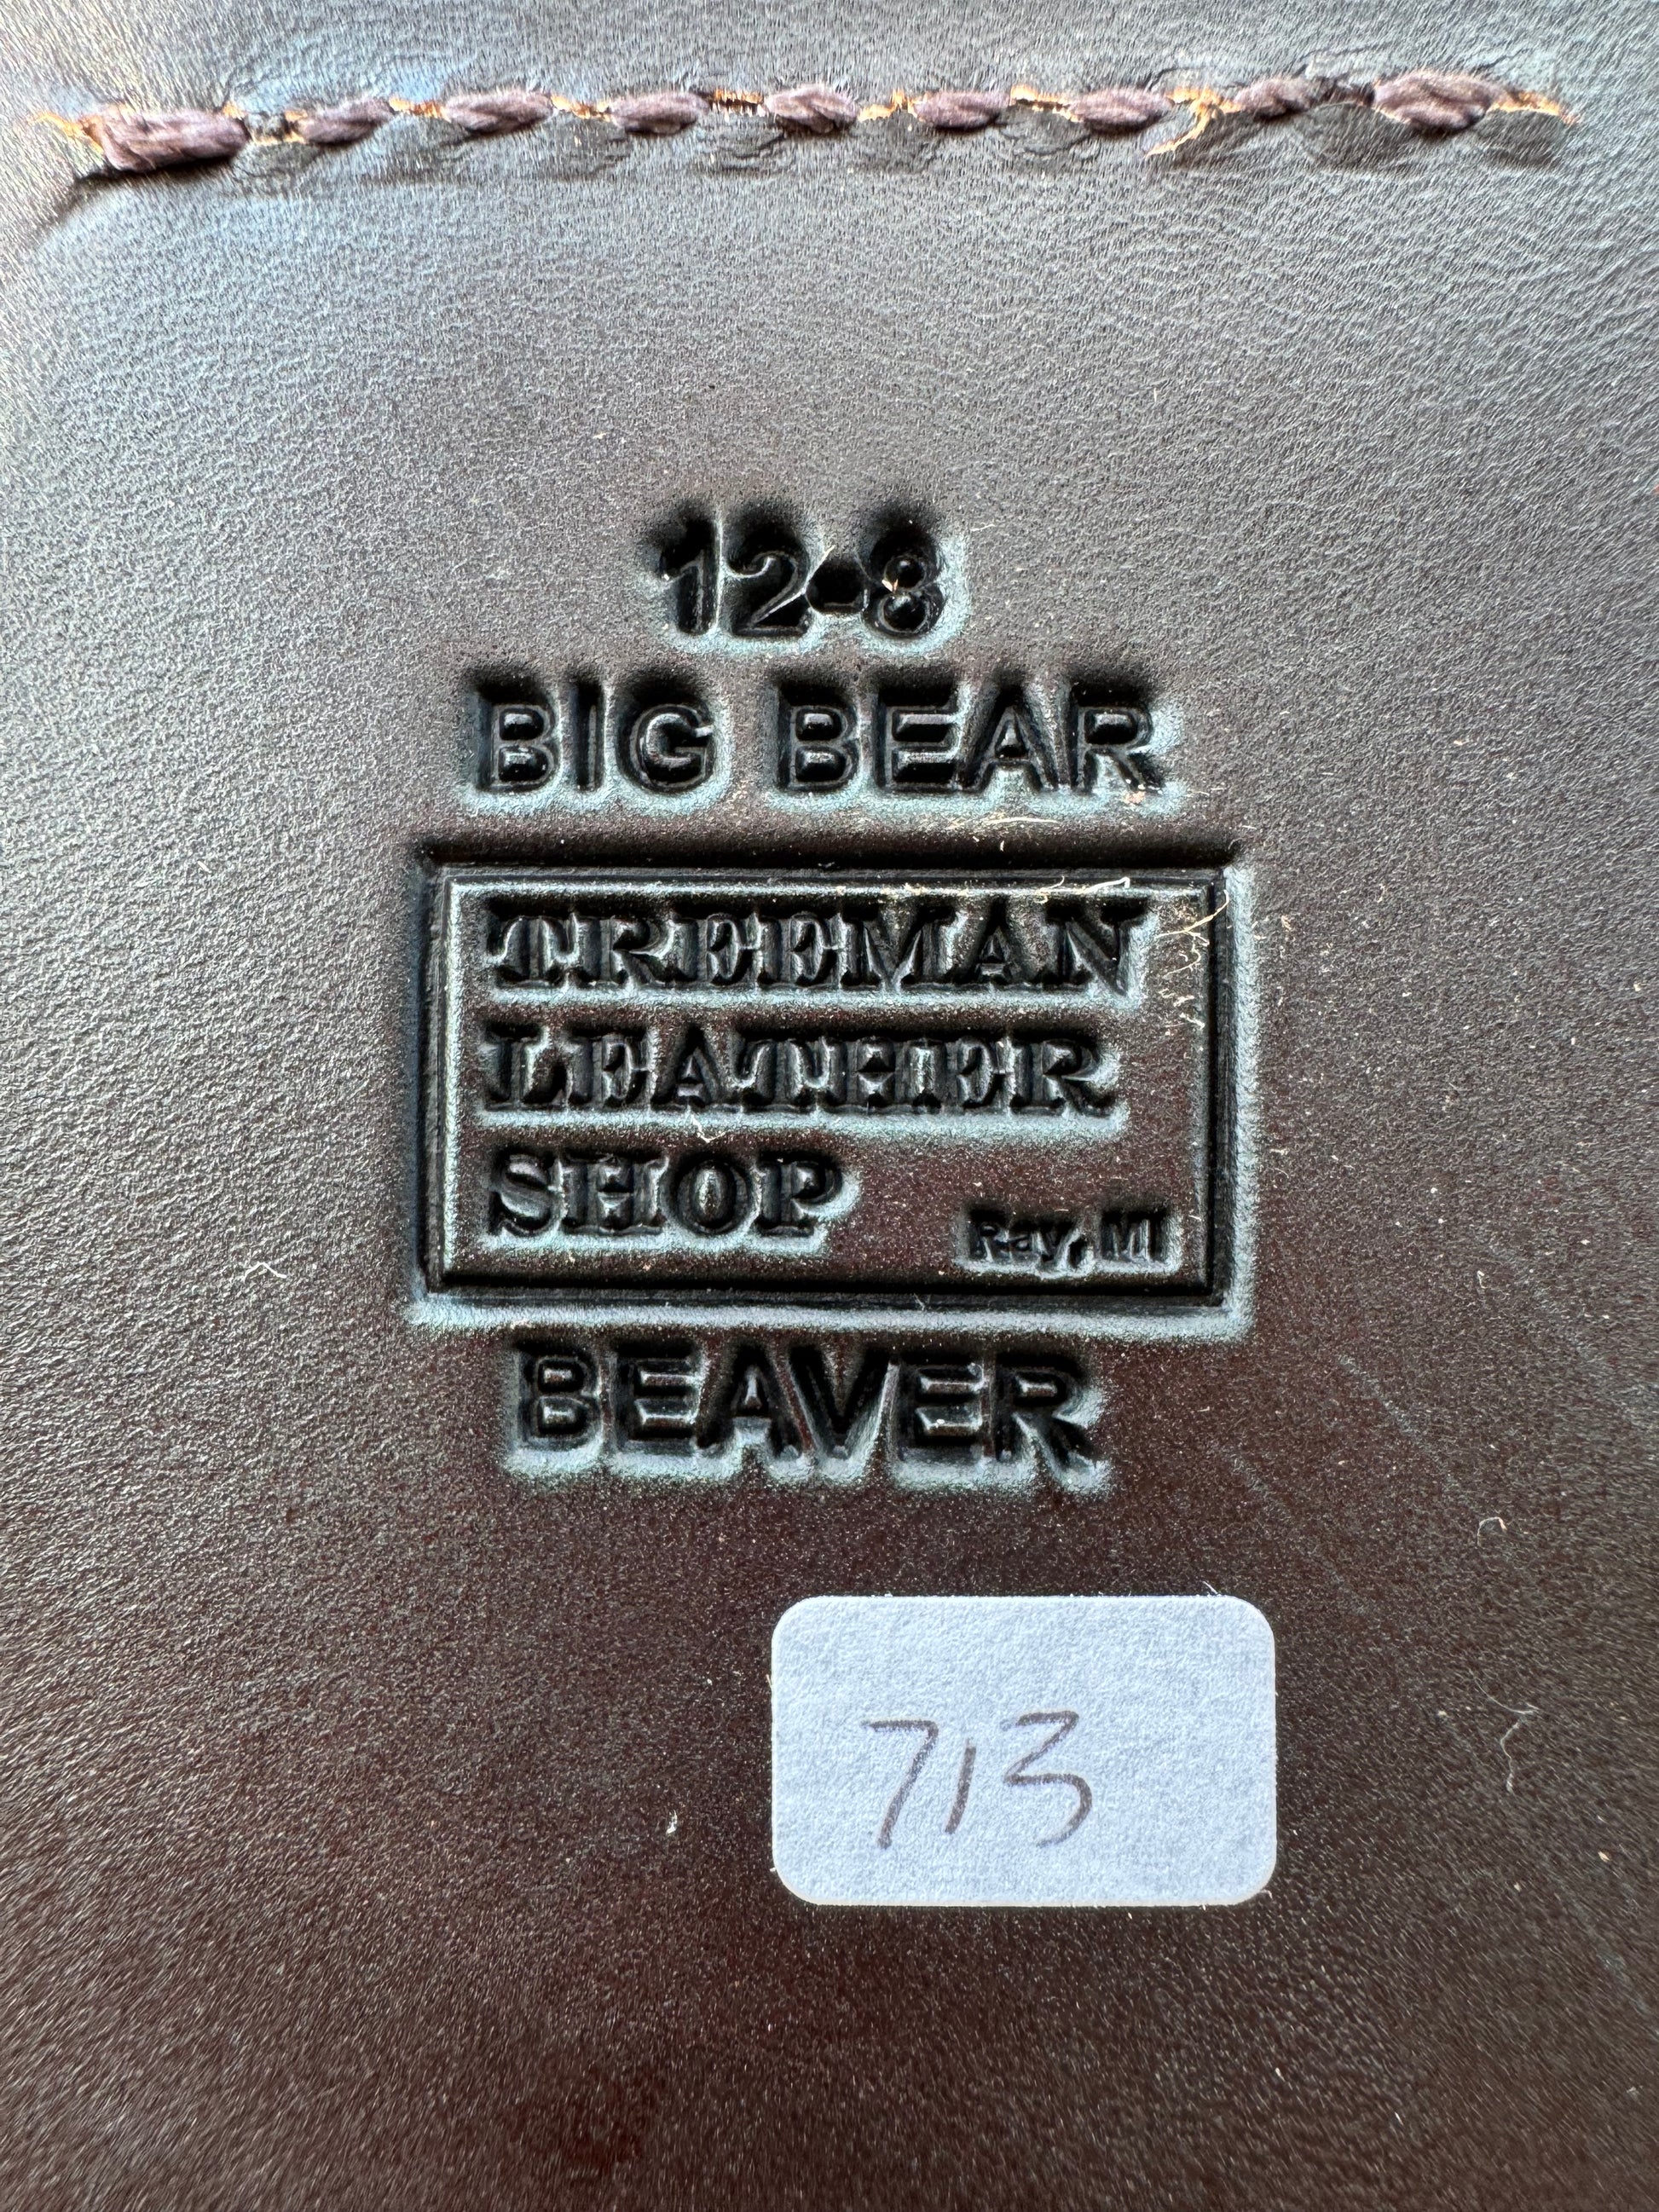 12-8
BIG BEAR
TREEMAN
LEATHER
SHOP
Ray, MI
BEAVER
713